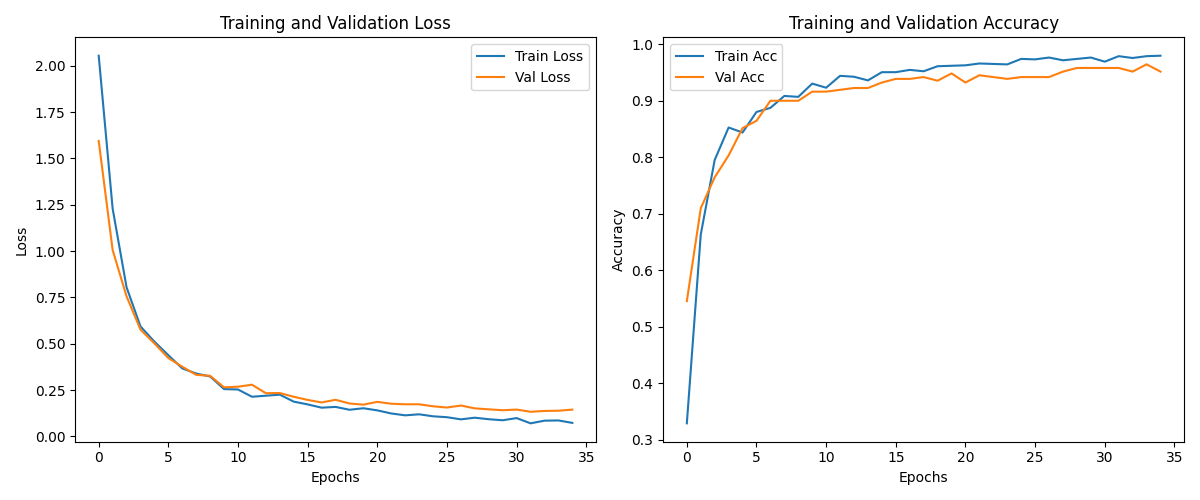 Training and Validation Loss
Train Loss
Val Loss
2.00
1.75
1.50
1.25
1.00
0.75
0.50
0.25
0.00
Loss
0 5 10 15 20 25 30 35
Epochs
Training and Validation Accuracy
Train Acc
Val Acc
1.0
0.9
0.8
0.7
0.6
0.5
0.4
0.3
Accuracy
0 5 10 15 20 25 30 35
Epochs